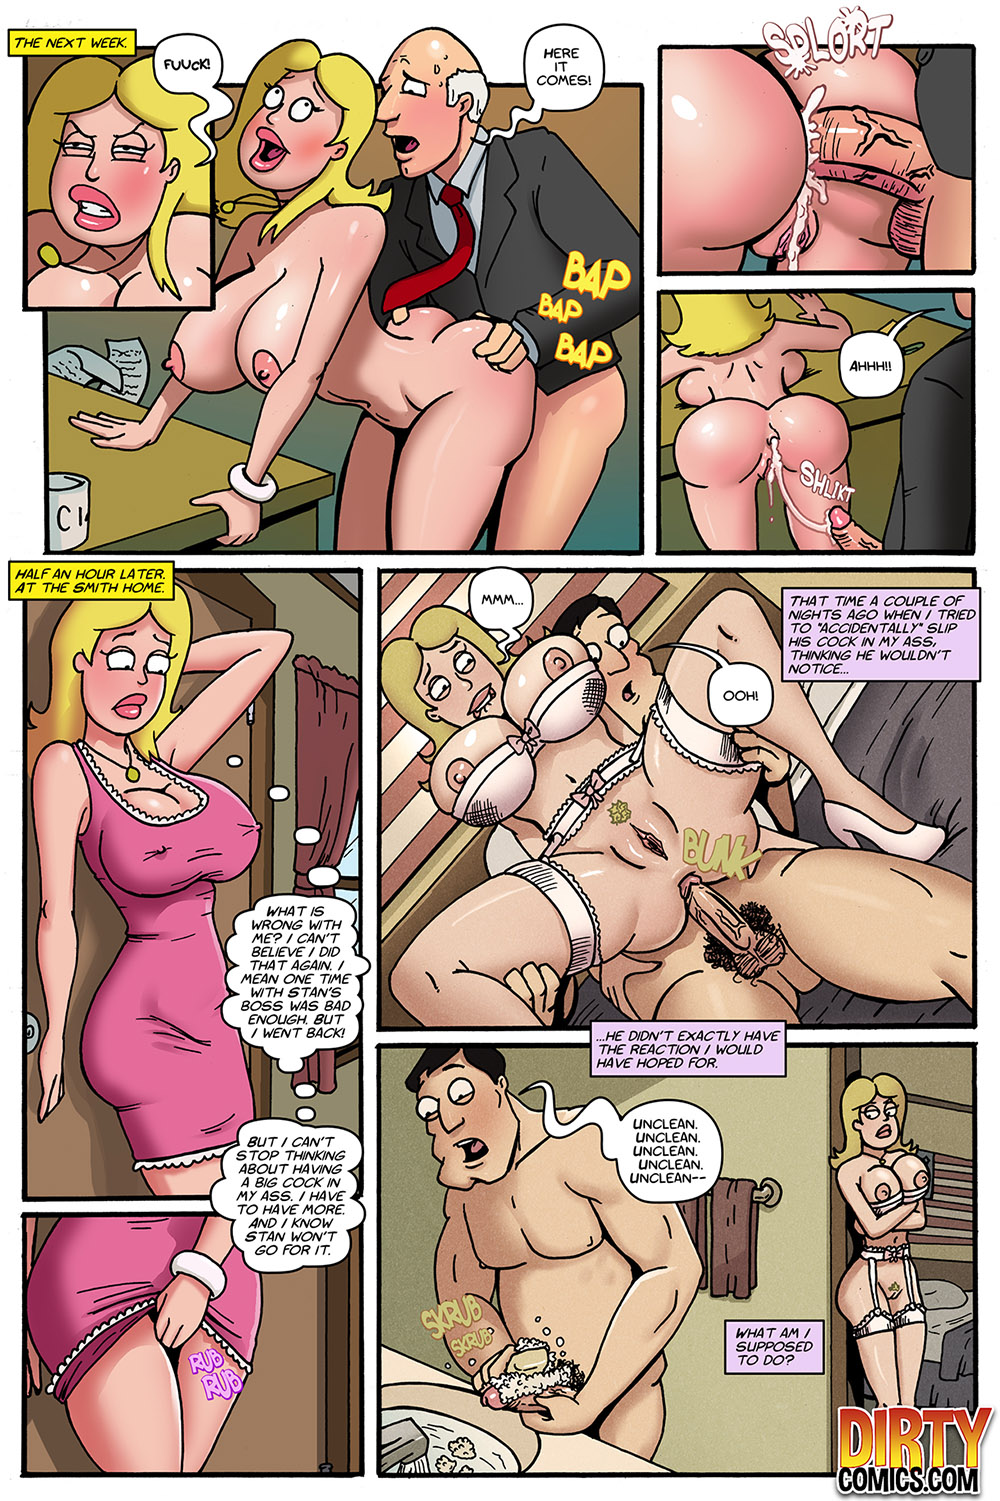 THE NEXT WEEK.
FUUCK!
HERE
IT
COMES!
BAP
BAP
BAP
SPLORT
AHHH!!
SHLIKT
HALF AN HOUR LATER.
AT THE SMITH HOME.
WHAT IS
WRONG WITH
ME? I CAN'T
BELIEVE I DID
THAT AGAIN. I
MEAN ONE TIME
WITH STAN'S
BOSS WAS BAD
ENOUGH. BUT
I WENT BACK!
BUT I CAN'T
STOP THINKING
ABOUT HAVING
A BIG COCK IN
MY ASS. I HAVE
TO HAVE MORE.
AND I KNOW
STAN WON'T
GO FOR IT.
RUB
RUB
MMM...
THAT TIME A COUPLE OF
NIGHTS AGO WHEN I TRIED
TO "ACCIDENTALLY" SLIP
HIS COCK IN MY ASS,
THINKING HE WOULDN'T
NOTICE...
OOH!
BUNK
...HE DIDN'T EXACTLY HAVE
THE REACTION I WOULD
HAVE HOPED FOR.
UNCLEAN.
UNCLEAN.
UNCLEAN.
UNCLEAN.
UNCLEAN--
SKRUB
SKRUB
WHAT AM I
SUPPOSED
TO DO?
DIRTY
COMICS.COM